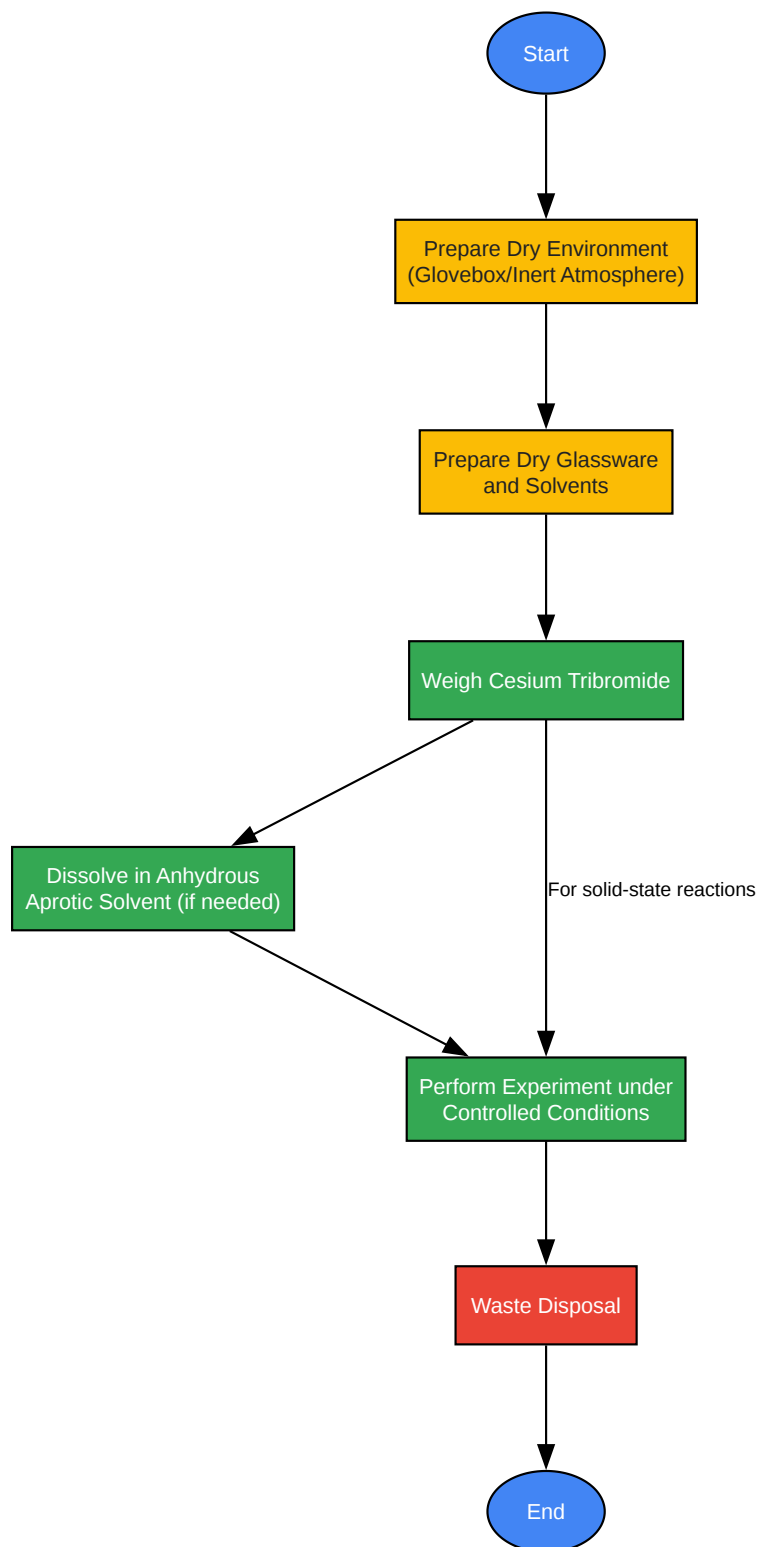 Start
Prepare Dry Environment
(Glovebox/Inert Atmosphere)
Prepare Dry Glassware
and Solvents
Weigh Cesium Tribromide
Dissolve in Anhydrous
Aprotic Solvent (if needed)
For solid-state reactions
Perform Experiment under
Controlled Conditions
Waste Disposal
End